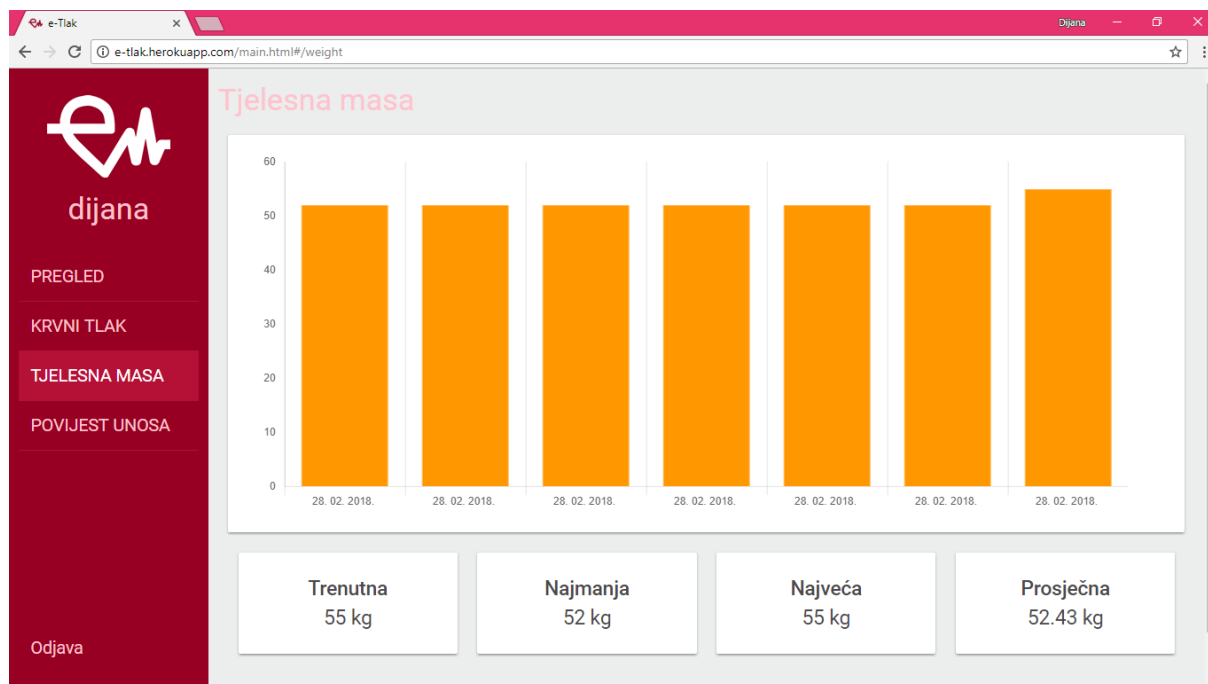 e-Tlak
Dijana
e-tlak.herokuapp.com/main.html#/weight
dijana
PREGLED
KRVNI TLAK
TJELESNA MASA
POVIJEST UNOSA
Odjava
Tjelesna masa
60
50
40
30
20
10
0
28. 02. 2018. 28. 02. 2018. 28. 02. 2018. 28. 02. 2018. 28. 02. 2018. 28. 02. 2018. 28. 02. 2018.
Trenutna
55 kg
Najmanja
52 kg
Najveća
55 kg
Prosječna
52.43 kg